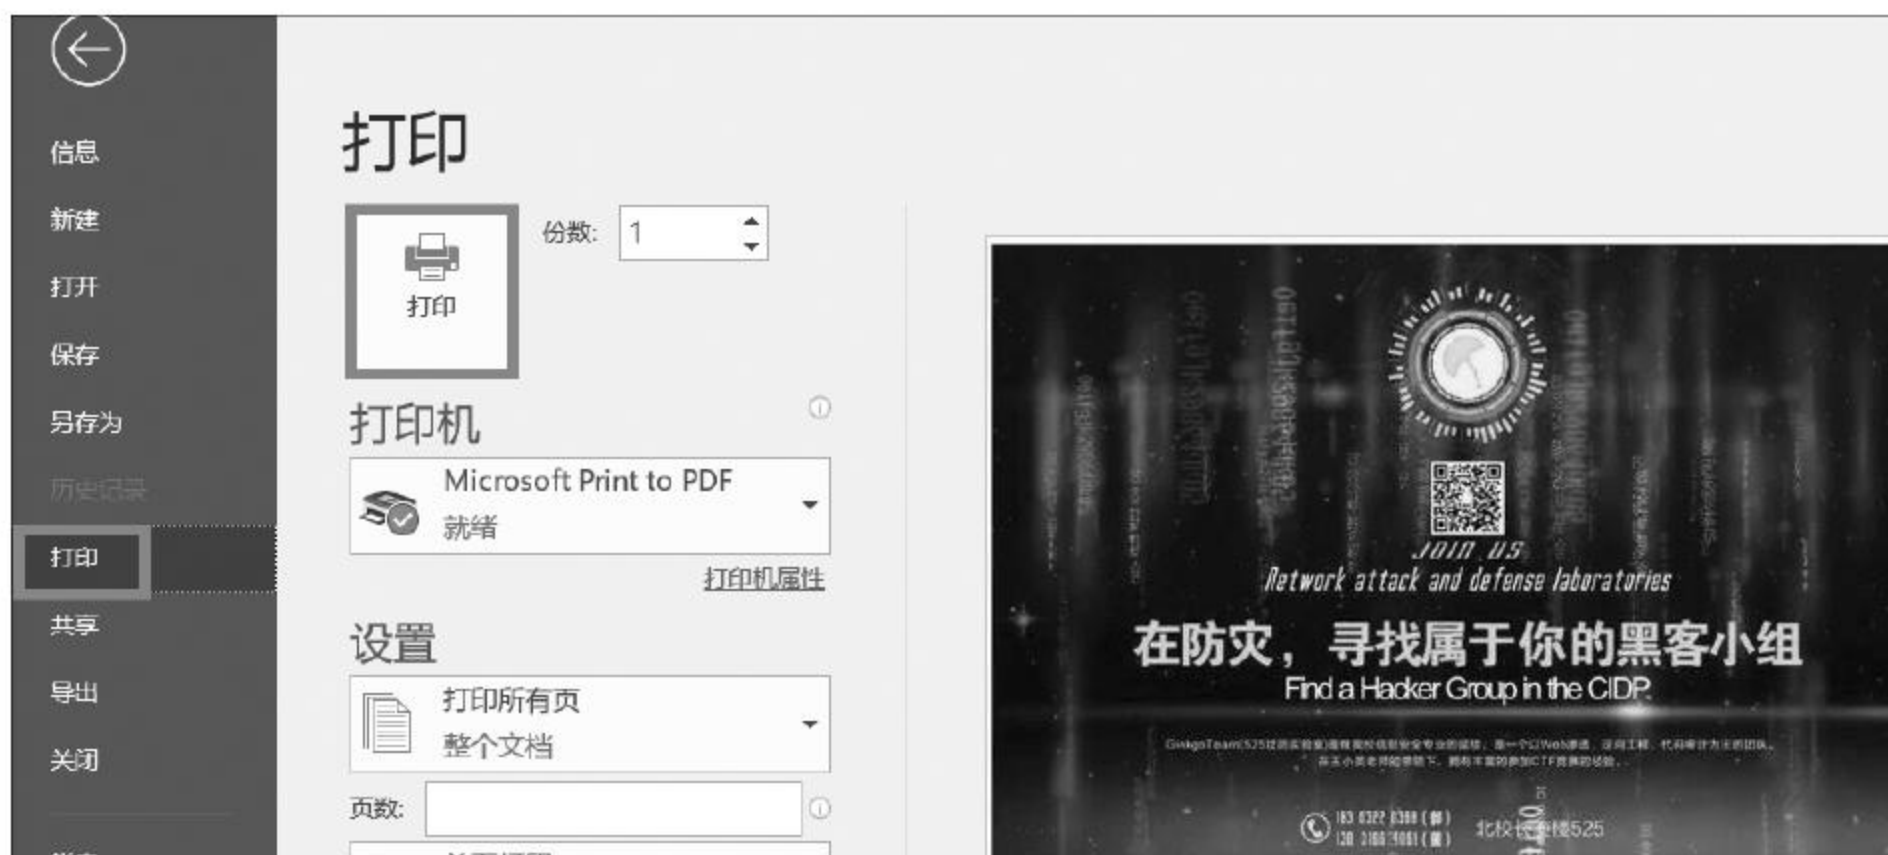 信息
新建
打开
保存
另存为
历史记录
打印
共享
导出
关闭
打印
打印
份数: 1
打印机
Microsoft Print to PDF
就绪
打印机属性
设置
打印所有页
整个文档
页数:
JOIN US
Network attack and defense laboratories
在防灾，寻找属于你的黑客小组
Find a Hacker Group in the CIDP